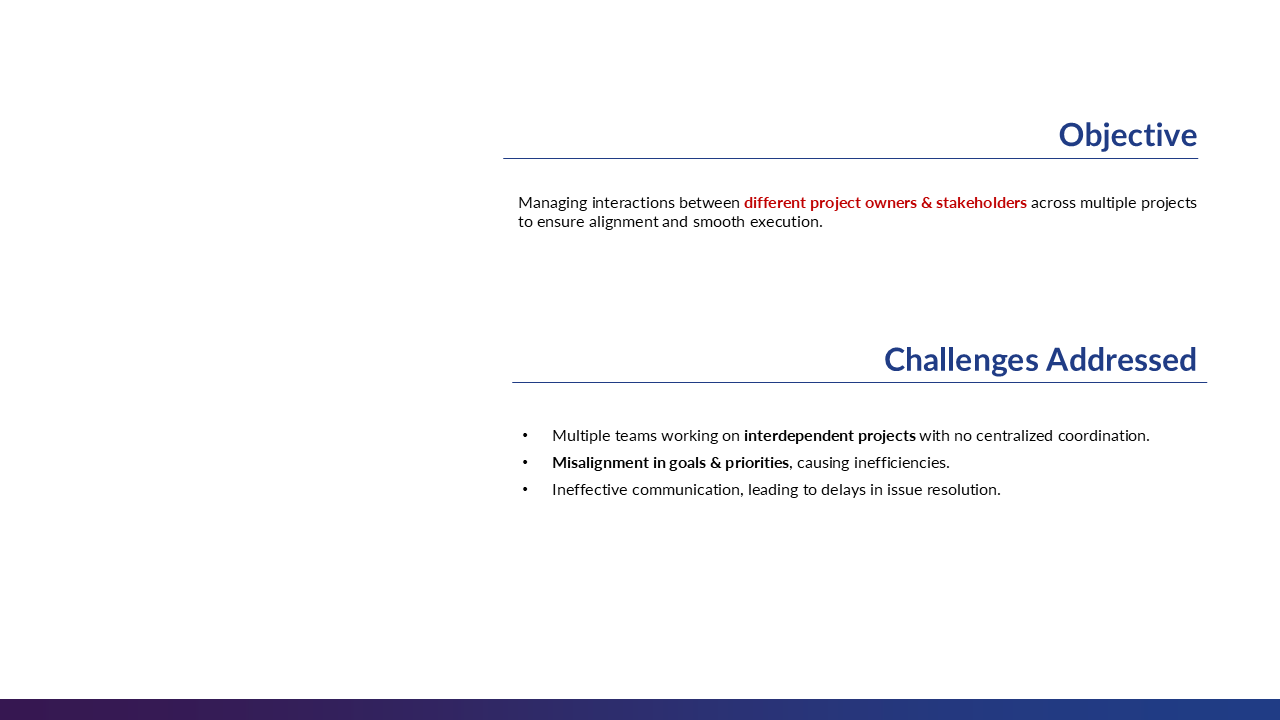 Objective
Managing interactions between different project owners & stakeholders across multiple projects
to ensure alignment and smooth execution.
Challenges Addressed
• Multiple teams working on interdependent projects with no centralized coordination.
• Misalignment in goals & priorities, causing inefficiencies.
• Ineffective communication, leading to delays in issue resolution.